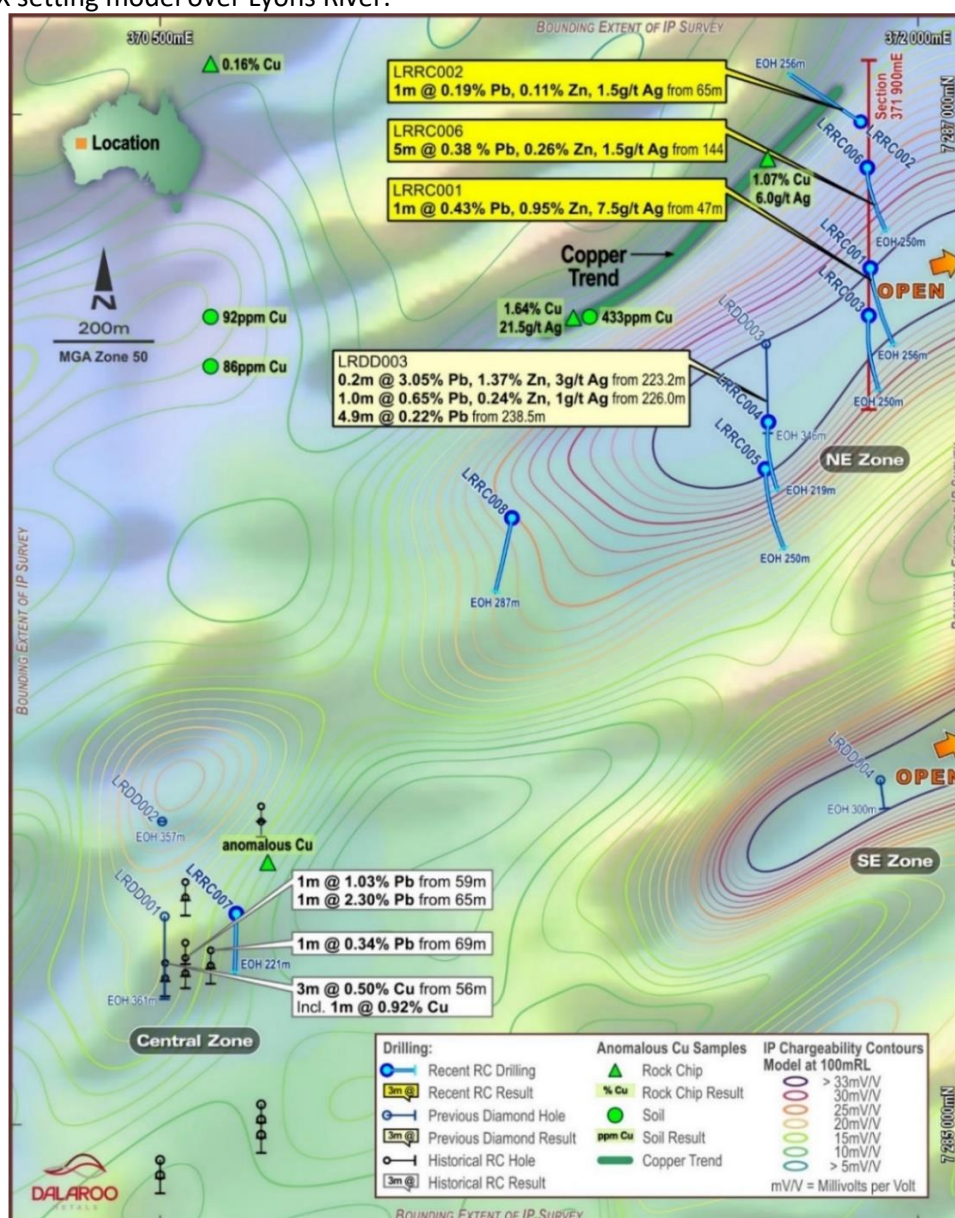 X setting model over Lyons River.
BOUNDING EXTENT OF IP SURVEY
370 500mE
372 000mE
0.16% Cu
Location
EOH 256m
LRRC002
1m @ 0.19% Pb, 0.11% Zn, 1.5g/t Ag from 65m
Section
371 900mE
7 287 000mN
LRRC006
5m @ 0.38 % Pb, 0.26% Zn, 1.5g/t Ag from 144
LRRC006
LRRC002
1.07% Cu
6.0g/t Ag
LRRC001
1m @ 0.43% Pb, 0.95% Zn, 7.5g/t Ag from 47m
EOH 250m
Copper
Trend
LRRC001
OPEN
N
200m
MGA Zone 50
92ppm Cu
1.64% Cu
21.5g/t Ag
433ppm Cu
LRRC003
LRDD003
EOH 256m
86ppm Cu
LRDD003
0.2m @ 3.05% Pb, 1.37% Zn, 3g/t Ag from 223.2m
1.0m @ 0.65% Pb, 0.24% Zn, 1g/t Ag from 226.0m
4.9m @ 0.22% Pb from 238.5m
LRRC004
EOH 250m
EOH 346m
LRRC005
NE Zone
EOH 219m
LRRC008
EOH 250m
EOH 287m
BOUNDING EXTENT OF IP SURVEY
LRDD004
OPEN
LRDD002
EOH 300m
EOH 357m
anomalous Cu
SE Zone
LRDD001
LRRC007
1m @ 1.03% Pb from 59m
1m @ 2.30% Pb from 65m
1m @ 0.34% Pb from 69m
EOH 221m
3m @ 0.50% Cu from 56m
Incl. 1m @ 0.92% Cu
EOH 361m
Central Zone
Drilling:
Recent RC Drilling
3m @ Recent RC Result
Previous Diamond Hole
3m @ Previous Diamond Result
Historical RC Hole
3m @ Historical RC Result
Anomalous Cu Samples
Rock Chip
% Cu Rock Chip Result
Soil
ppm Cu Soil Result
Copper Trend
IP Chargeability Contours
Model at 100mRL
> 33mV/V
30mV/V
25mV/V
20mV/V
15mV/V
10mV/V
> 5mV/V
mV/V = Millivolts per Volt
7 285 000mN
DALAROO
METALS
BOUNDING EXTENT OF IP SURVEY